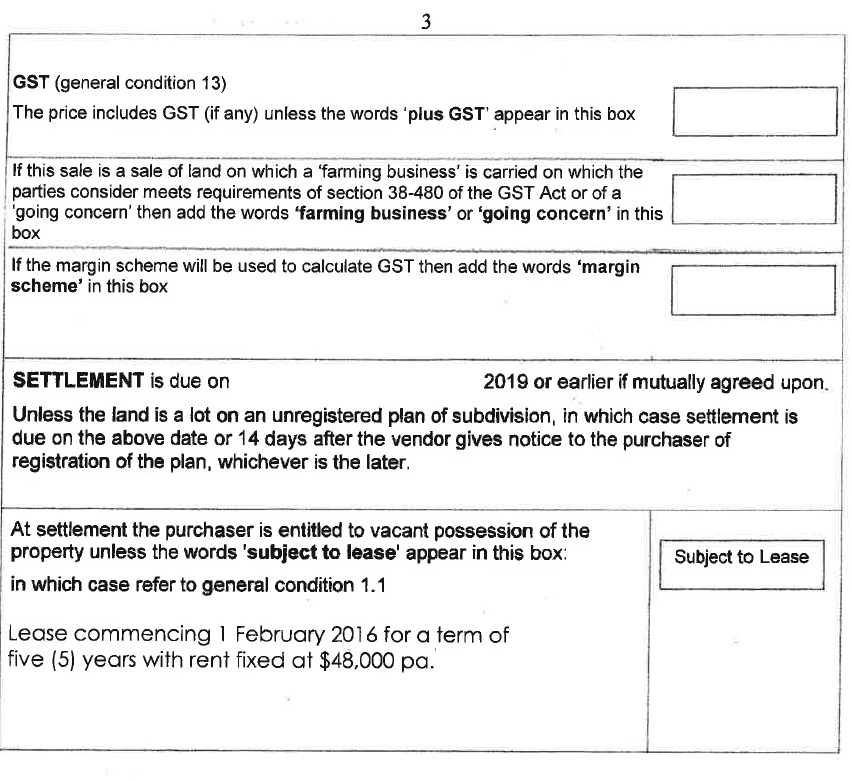 3
GST (general condition 13)
The price includes GST (if any) unless the words 'plus GST' appear in this box
If this sale is a sale of land on which a 'farming business' is carried on which the
parties consider meets requirements of section 38-480 of the GST Act or of a
'going concern' then add the words 'farming business' or 'going concern' in this
box
If the margin scheme will be used to calculate GST then add the words 'margin
scheme' in this box
SETTLEMENT is due on 2019 or earlier if mutually agreed upon.
Unless the land is a lot on an unregistered plan of subdivision, in which case settlement is
due on the above date or 14 days after the vendor gives notice to the purchaser of
registration of the plan, whichever is the later.
At settlement the purchaser is entitled to vacant possession of the
property unless the words 'subject to lease' appear in this box:
Subject to Lease
in which case refer to general condition 1.1
Lease commencing 1 February 2016 for a term of
five (5) years with rent fixed at $48,000 pa.